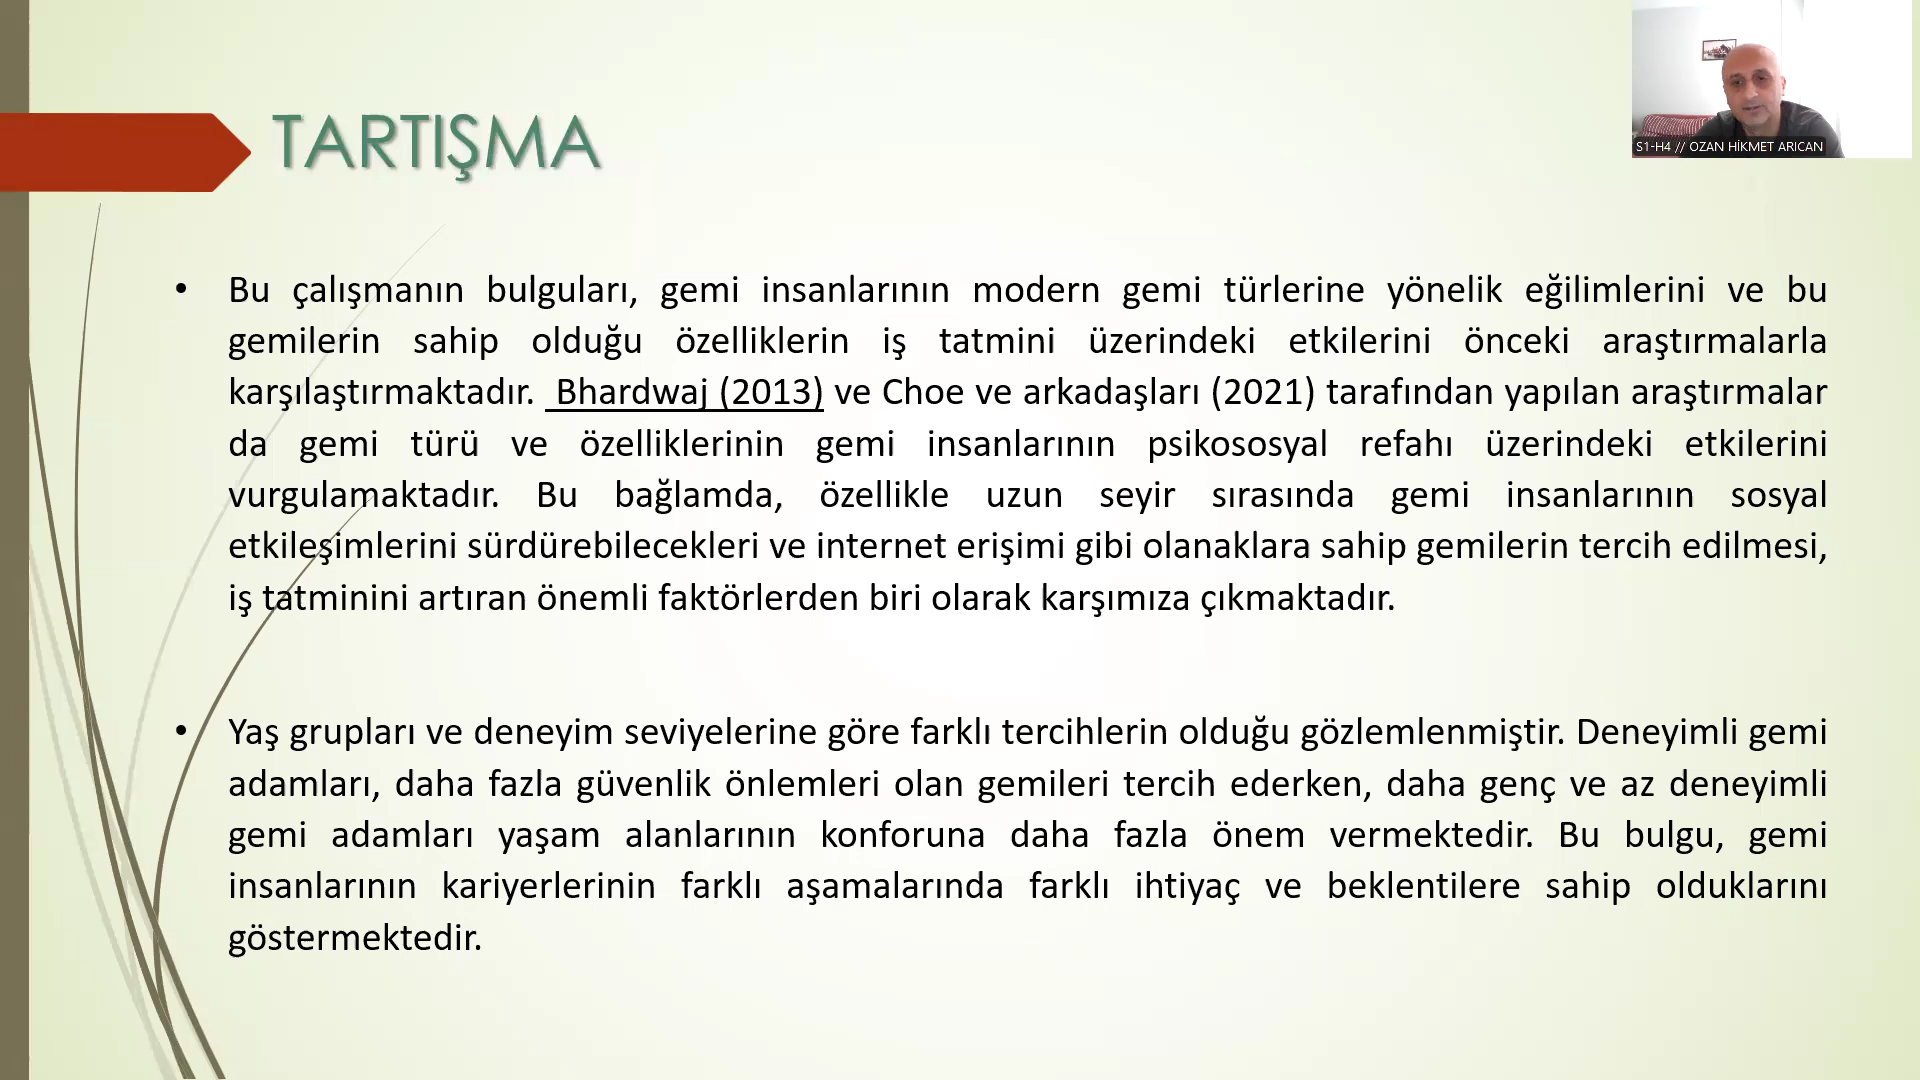 TARTIŞMA
S1-H4 // OZAN HİKMET ARICAN
• Bu çalışmanın bulguları, gemi insanlarının modern gemi türlerine yönelik eğilimlerini ve bu
gemilerin sahip olduğu özelliklerin iş tatmini üzerindeki etkilerini önceki araştırmalarla
karşılaştırmaktadır. Bhardwaj (2013) ve Choe ve arkadaşları (2021) tarafından yapılan araştırmalar
da gemi türü ve özelliklerinin gemi insanlarının psikososyal refahı üzerindeki etkilerini
vurgulamaktadır. Bu bağlamda, özellikle uzun seyir sırasında gemi insanlarının sosyal
etkileşimlerini sürdürebilecekleri ve internet erişimi gibi olanaklara sahip gemilerin tercih edilmesi,
iş tatminini artıran önemli faktörlerden biri olarak karşımıza çıkmaktadır.
• Yaş grupları ve deneyim seviyelerine göre farklı tercihlerin olduğu gözlemlenmiştir. Deneyimli gemi
adamları, daha fazla güvenlik önlemleri olan gemileri tercih ederken, daha genç ve az deneyimli
gemi adamları yaşam alanlarının konforuna daha fazla önem vermektedir. Bu bulgu, gemi
insanlarının kariyerlerinin farklı aşamalarında farklı ihtiyaç ve beklentilere sahip olduklarını
göstermektedir.